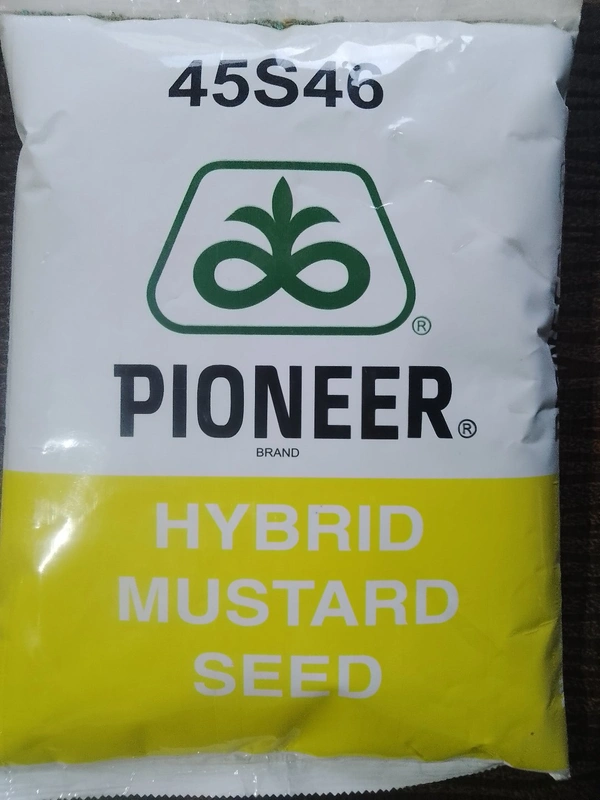 45S46
®
PIONEER®
BRAND
HYBRID
MUSTARD
SEED